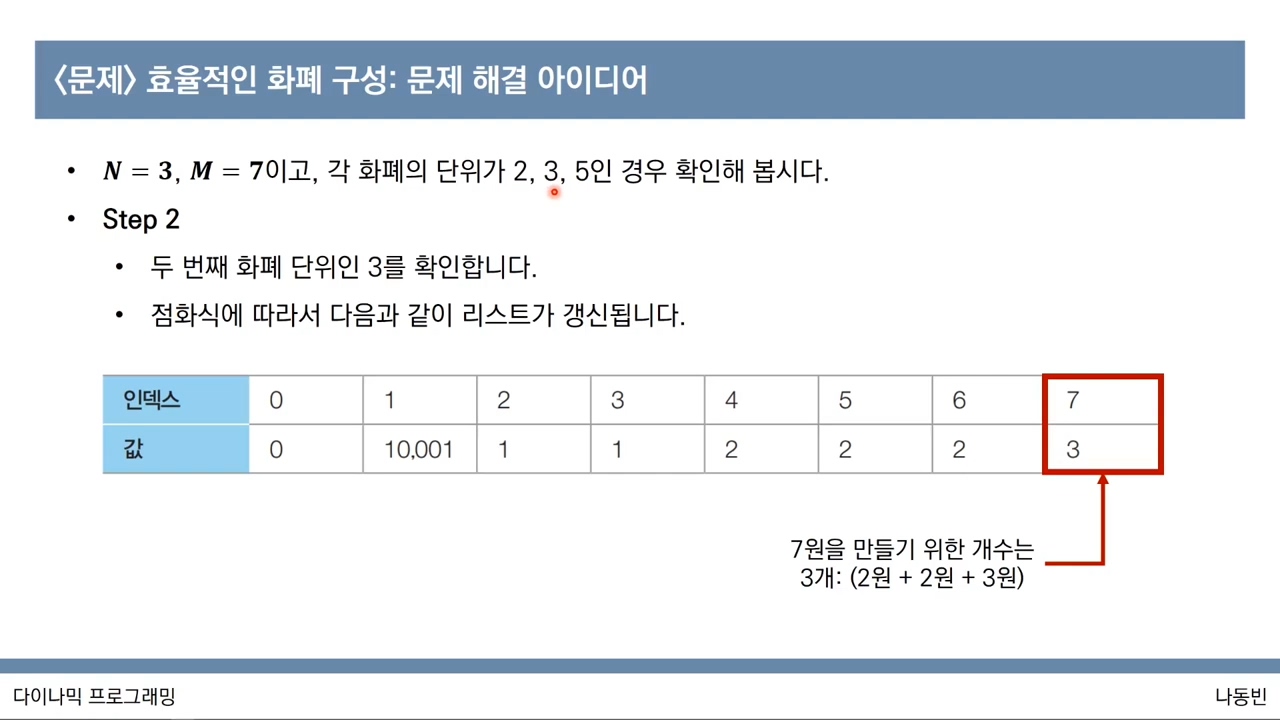 <문제> 효율적인 화폐 구성: 문제 해결 아이디어
• N = 3, M = 7이고, 각 화폐의 단위가 2, 3, 5인 경우 확인해 봅시다.
• Step 2
• 두 번째 화폐 단위인 3를 확인합니다.
• 점화식에 따라서 다음과 같이 리스트가 갱신됩니다.
인덱스 0 1 2 3 4 5 6 7
값 0 10,001 1 1 2 2 2 3
7원을 만들기 위한 개수는
3개: (2원 + 2원 + 3원)
다이나믹 프로그래밍 나동빈